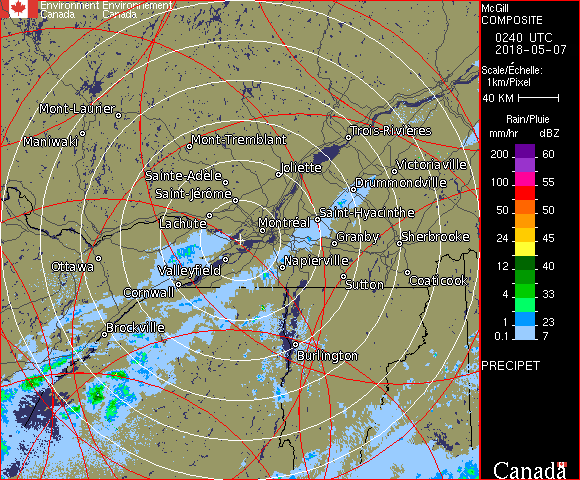 Environment Environnement
Canada Canada
McGill
COMPOSITE
0240 UTC
2018-05-07
Scale/Échelle:
1km/Pixel
40 KM
Rain/Pluie
mm/hr dBZ
200 60
100 55
50 50
24 45
12 40
4 33
1 23
0.1 7
PRECIPET
Canada
Mont-Laurier
Maniwaki
Mont-Tremblant
Trois-Rivières
Joliette
Victoriaville
Sainte-Adèle
Drummondville
Saint-Jérôme
Saint-Hyacinthe
Lachute
Montréal
Granby
Sherbrooke
Ottawa
Valleyfield
Napierville
Cornwall
Sutton
Coaticook
Brockville
Burlington